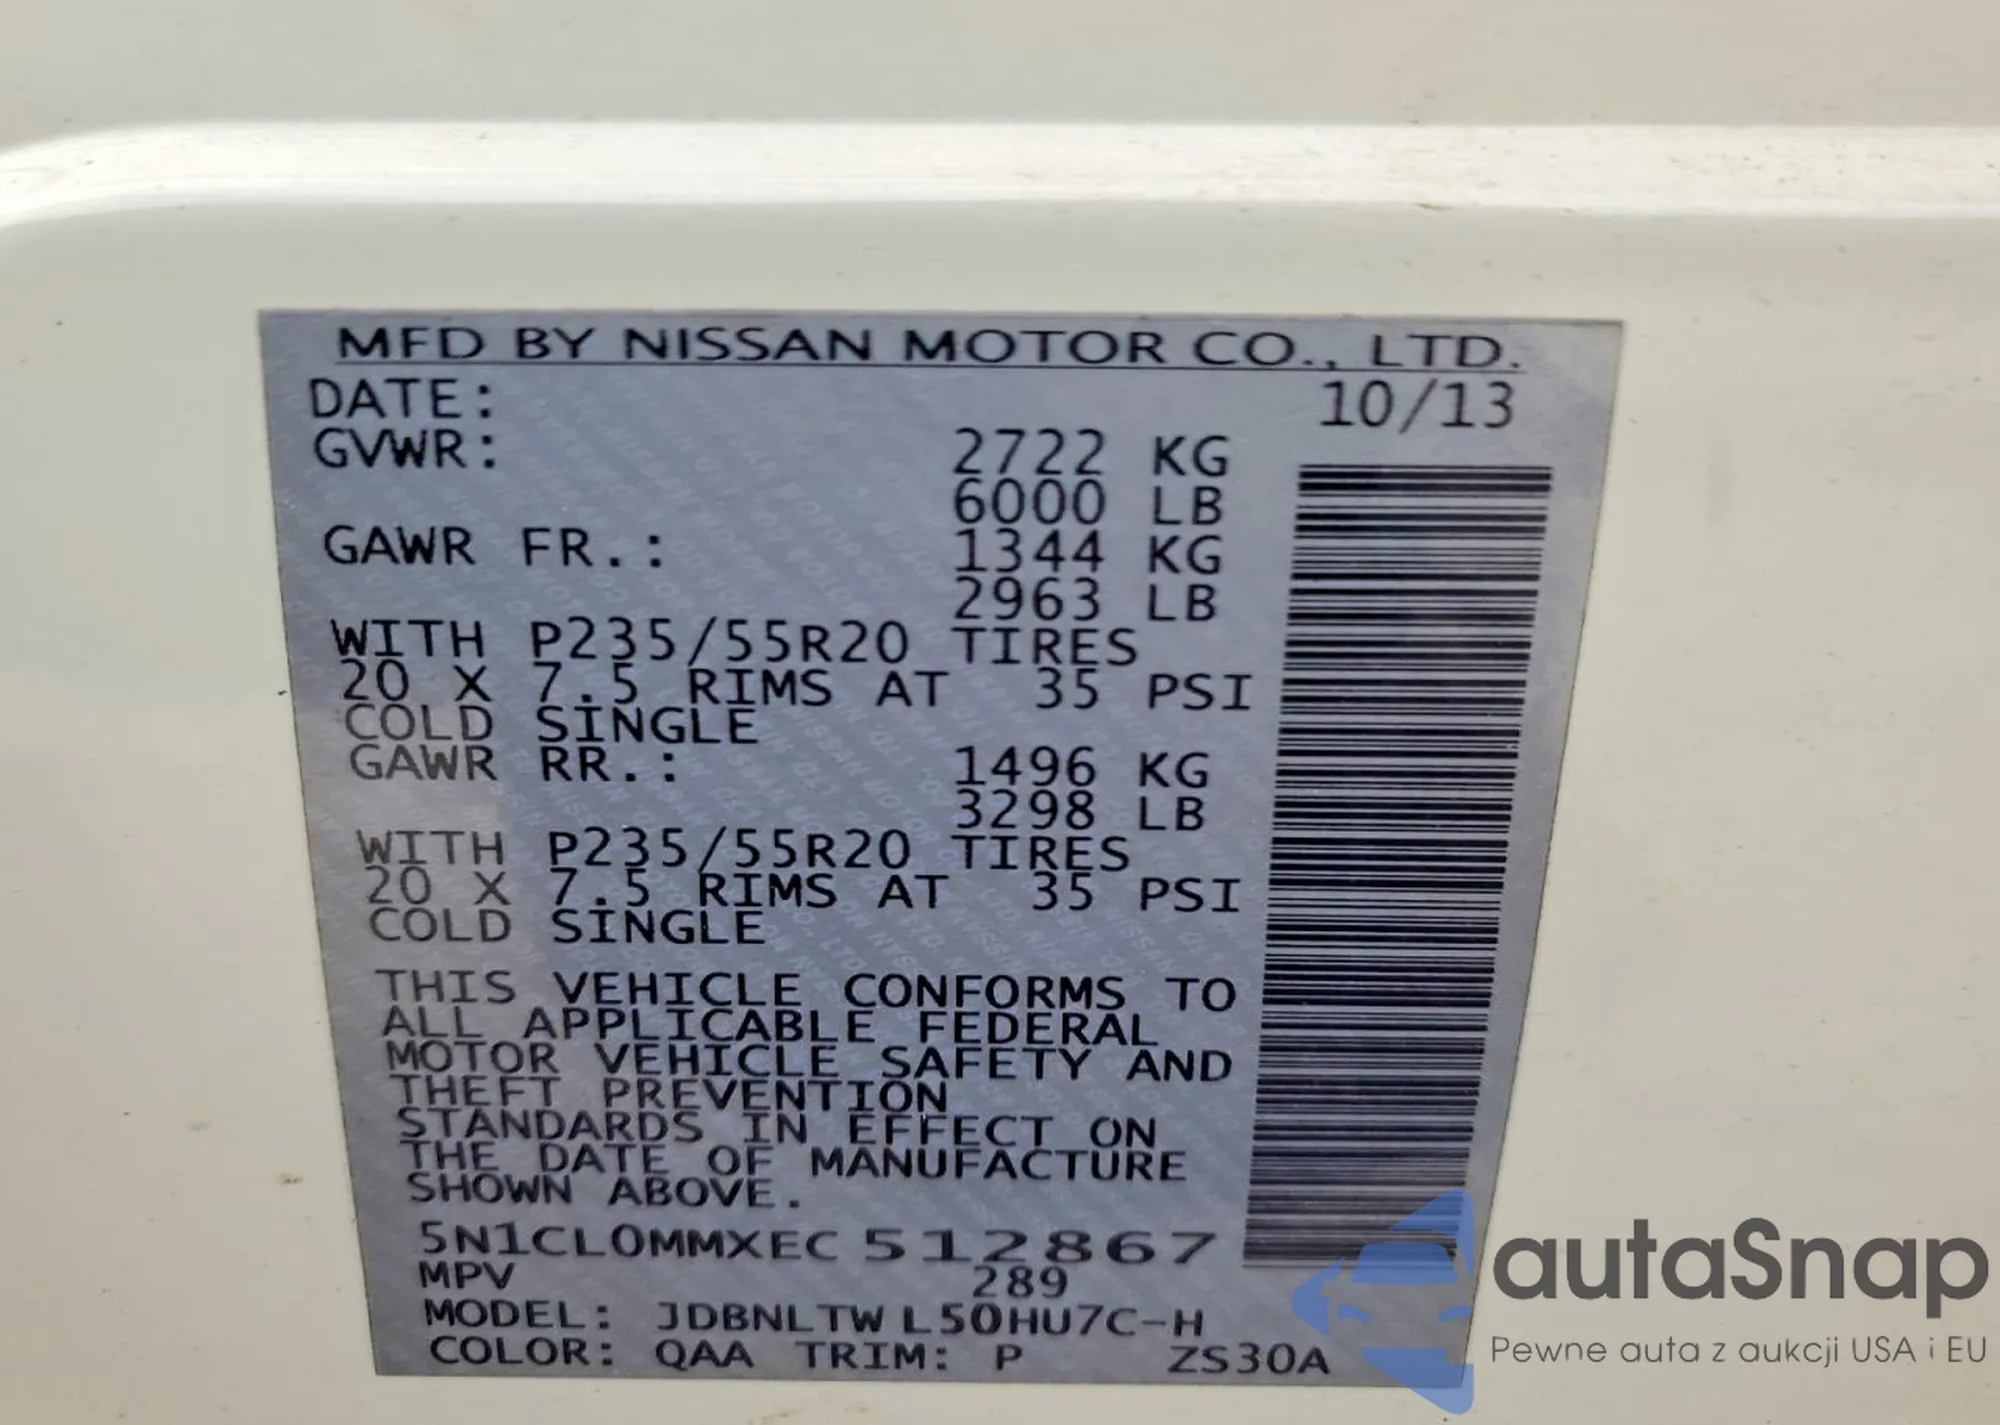 MFD BY NISSAN MOTOR CO., LTD.
DATE: 10/13
GVWR: 2722 KG
6000 LB
GAWR FR.: 1344 KG
2963 LB
WITH P235/55R20 TIRES
20 X 7.5 RIMS AT 35 PSI
COLD SINGLE
GAWR RR.: 1496 KG
3298 LB
WITH P235/55R20 TIRES
20 X 7.5 RIMS AT 35 PSI
COLD SINGLE
THIS VEHICLE CONFORMS TO
ALL APPLICABLE FEDERAL
MOTOR VEHICLE SAFETY AND
THEFT PREVENTION
STANDARDS IN EFFECT ON
THE DATE OF MANUFACTURE
SHOWN ABOVE.
5N1CL0MMXEC512867
MPV 289
MODEL: JDBNLTW L50HU7C-H
COLOR: QAA TRIM: P ZS30A
autaSnap
Pewne auta z aukcji USA i EU